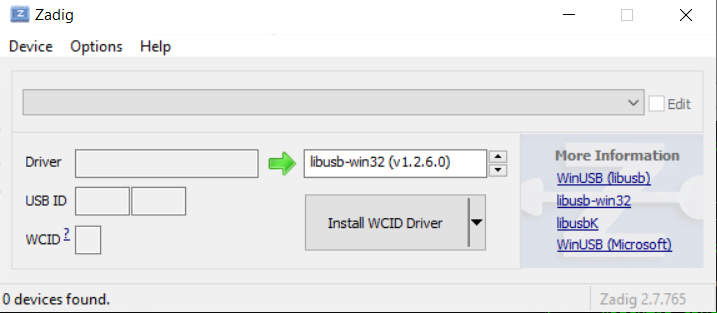 Zadig
Device Options Help
Edit
Driver
libusb-win32 (v1.2.6.0)
USB ID
WCID ?
Install WCID Driver
More Information
WinUSB (libusb)
libusb-win32
libusbK
WinUSB (Microsoft)
0 devices found.
Zadig 2.7.765